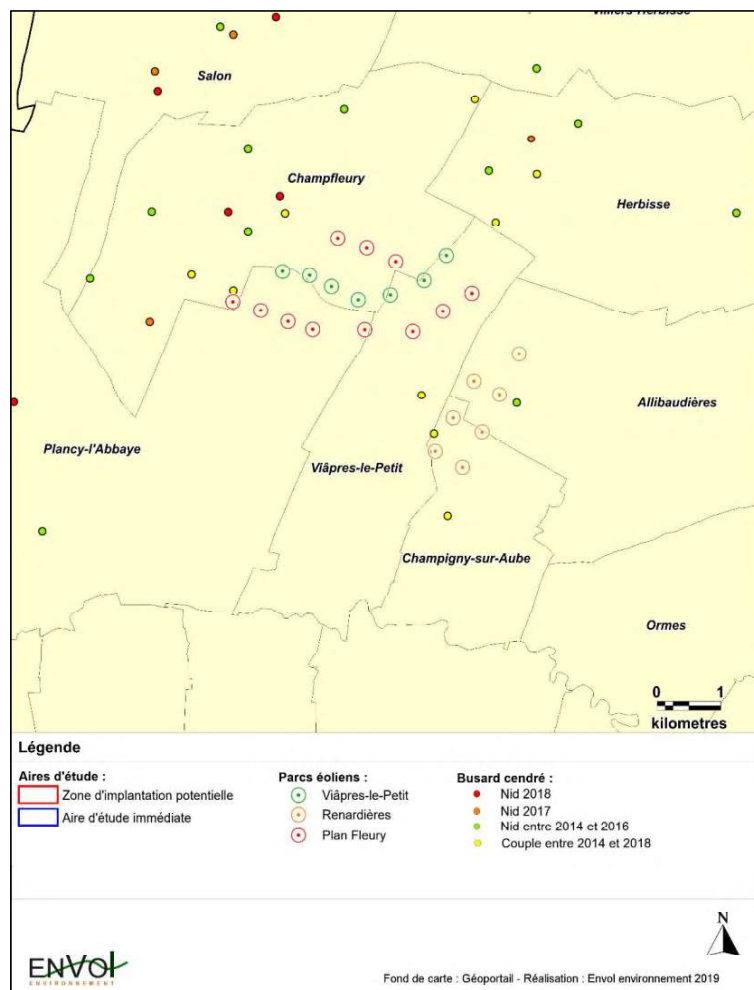 Villiers-Herbisse
Salon
Champfleury
Herbisse
Allibaudières
Plancy-l'Abbaye
Viâpres-le-Petit
Champigny-sur-Aube
Ormes
0 1
kilometres
Légende
Aires d'étude :
Zone d'implantation potentielle
Aire d'étude immédiate
Parcs éoliens :
Viâpres-le-Petit
Renardières
Plan Fleury
Busard cendré :
Nid 2018
Nid 2017
Nid entre 2014 et 2016
Couple entre 2014 et 2018
N
ENVOL
ENVIRONNEMENT
Fond de carte : Géoportail - Réalisation : Envol environnement 2019